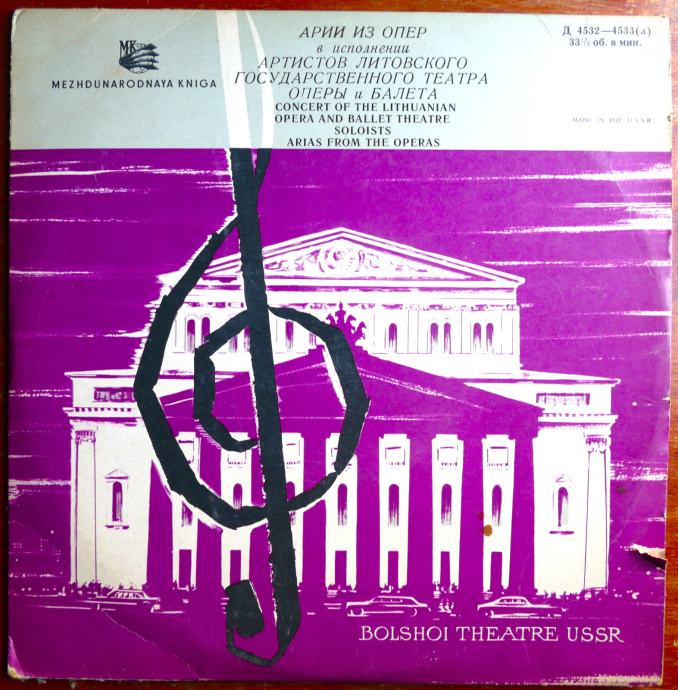 МК
MEZHDUNARODNAYA KNIGA
АРИИ ИЗ ОПЕР
в исполнении
АРТИСТОВ ЛИТОВСКОГО
ГОСУДАРСТВЕННОГО ТЕАТРА
ОПЕРЫ и БАЛЕТА
CONCERT OF THE LITHUANIAN
OPERA AND BALLET THEATRE
SOLOISTS
ARIAS FROM THE OPERAS
Д 4532—4533(а)
33⅓ об. в мин.
MADE IN THE U.S.S.R
BOLSHOI THEATRE USSR